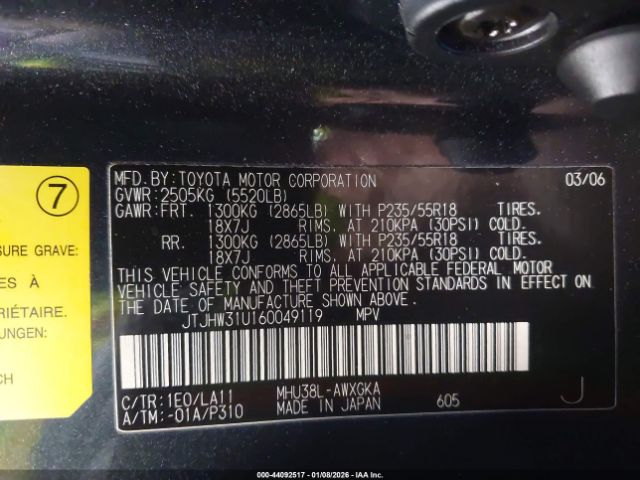 7
SURE GRAVE:
ES À
RIÉTAIRE.
UNGEN:
CH
MFD.BY:TOYOTA MOTOR CORPORATION 03/06
GVWR:2505KG (5520LB)
GAWR:FRT. 1300KG (2865LB) WITH P235/55R18 TIRES.
18X7J RIMS. AT 210KPA (30PSI) COLD.
RR. 1300KG (2865LB) WITH P235/55R18 TIRES.
18X7J RIMS. AT 210KPA (30PSI) COLD.
THIS VEHICLE CONFORMS TO ALL APPLICABLE FEDERAL MOTOR
VEHICLE SAFETY AND THEFT PREVENTION STANDARDS IN EFFECT
ON THE DATE OF MANUFACTURE SHOWN ABOVE.
JTJHW31U160049119 MPV
C/TR:1E0/LA11 MHU38L-AWXGKA
A/TM:-01A/P310 MADE IN JAPAN 605 J
000-44092517 - 01/08/2026 - IAAI.CA